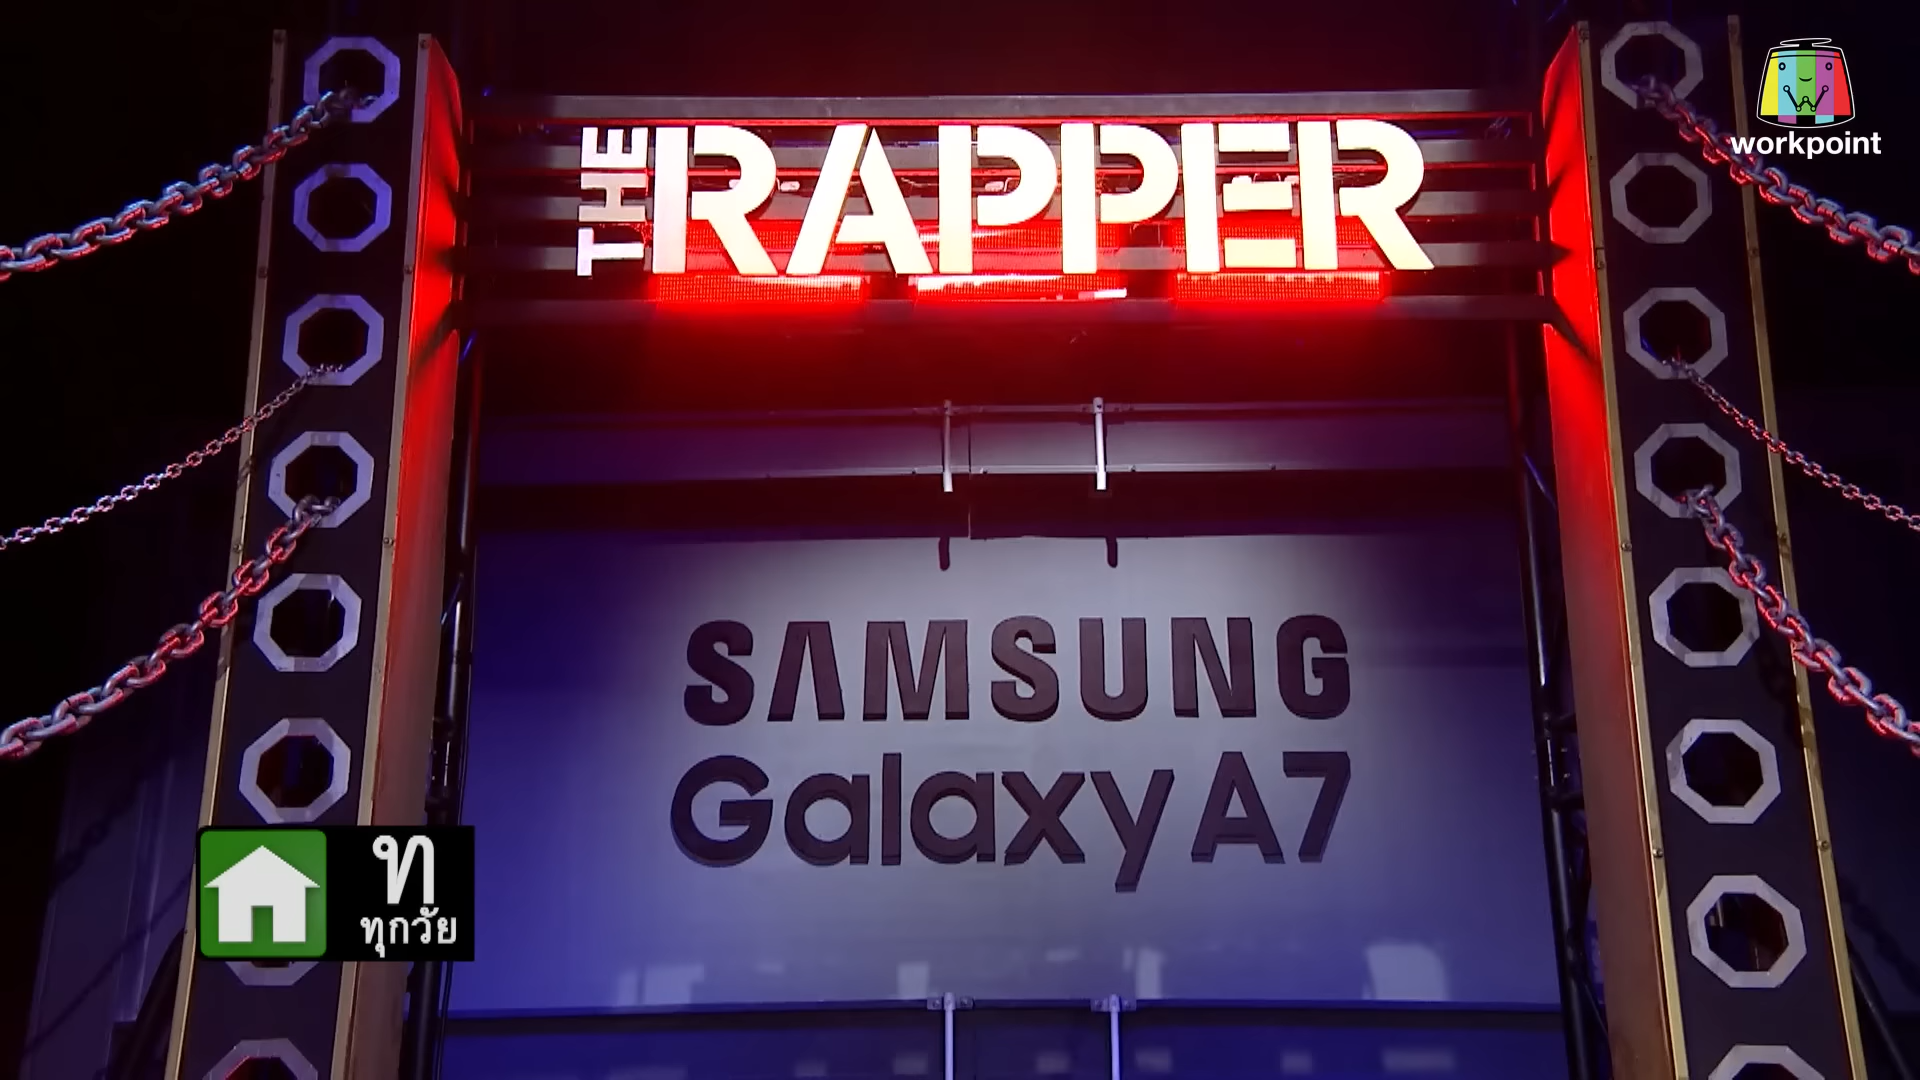 THE RAPPER
workpoint
SAMSUNG
Galaxy A7
ท
ทุกวัย